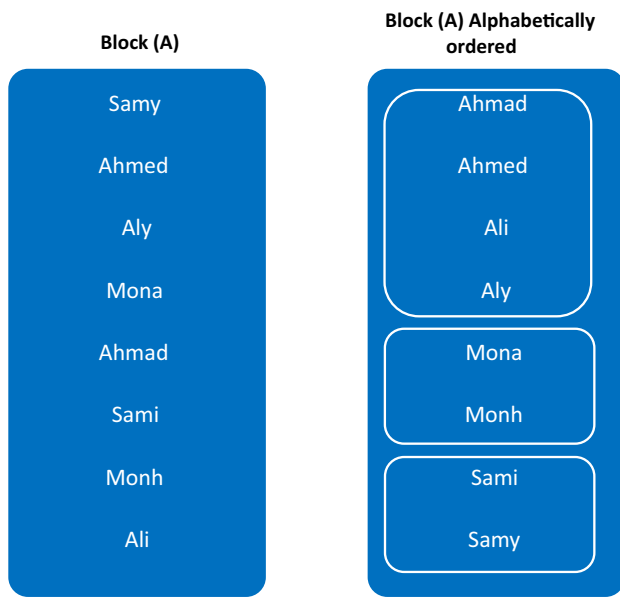 Block (A)
Samy
Ahmed
Aly
Mona
Ahmad
Sami
Monh
Ali
Block (A) Alphabetically
ordered
Ahmad
Ahmed
Ali
Aly
Mona
Monh
Sami
Samy